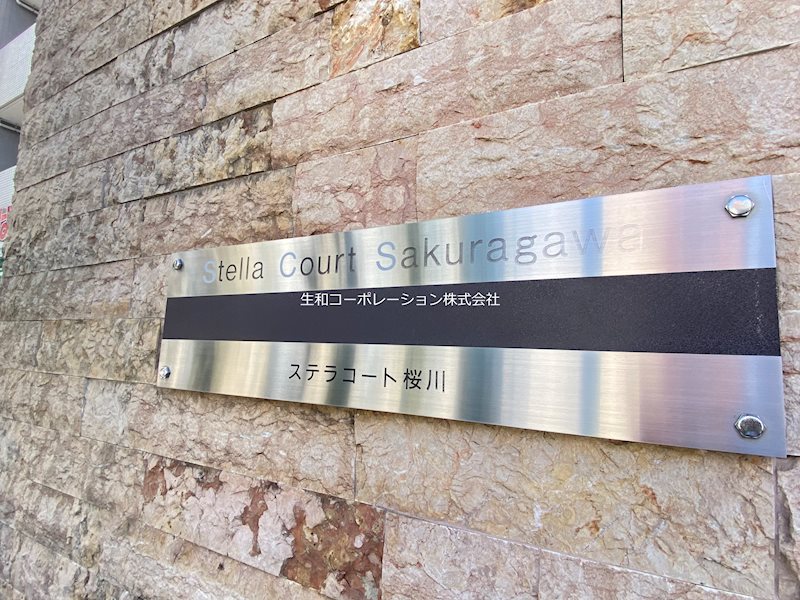 Stella Court Sakuragawa
生和コーポレーション株式会社
ステラコート桜川